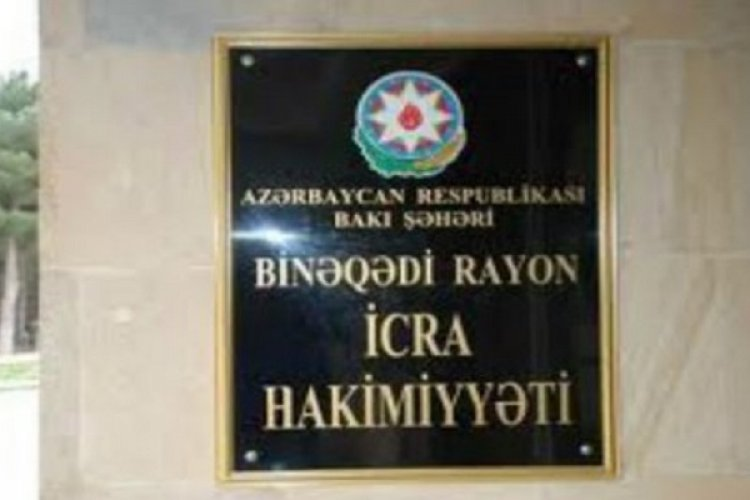 AZƏRBAYCAN RESPUBLİKASI
BAKI ŞƏHƏRİ
BİNƏQƏDİ RAYON
İCRA
HAKİMİYYƏTİ